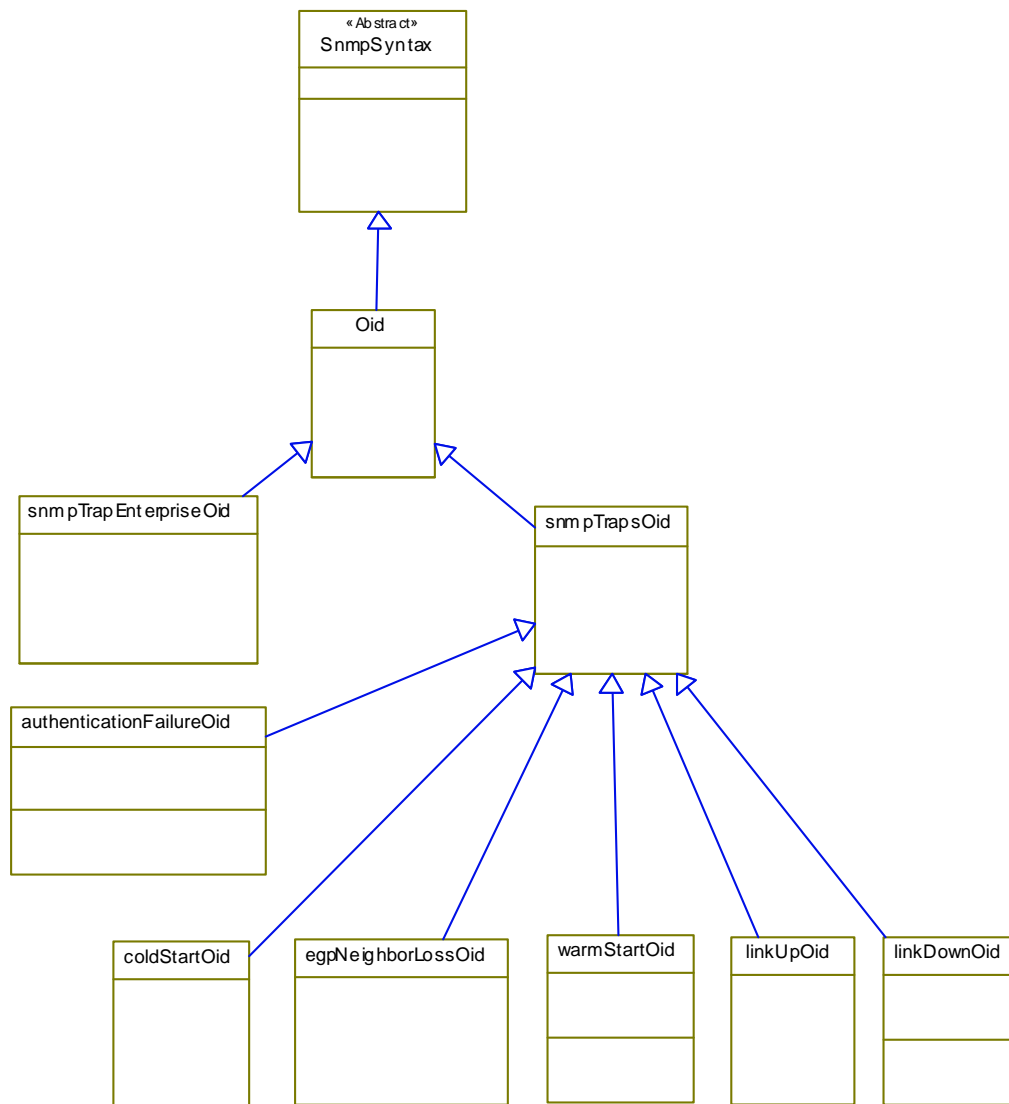 «Abstract»
SnmpSyntax
Oid
snmpTrapEnterpriseOid
snmpTrapsOid
authenticationFailureOid
coldStartOid
egpNeighborLossOid
warmStartOid
linkUpOid
linkDownOid